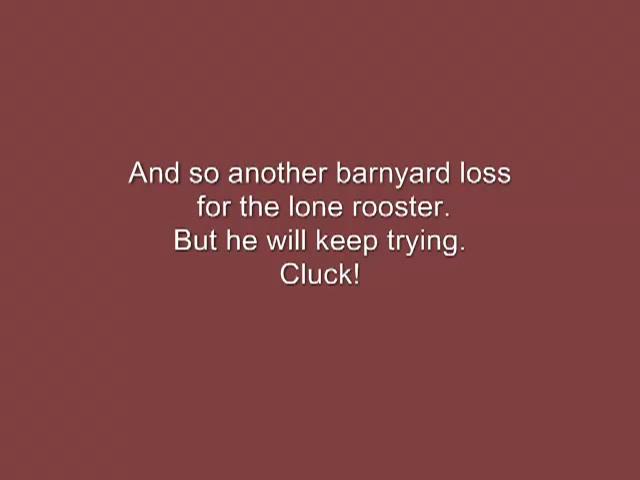 And so another barnyard loss
for the lone rooster.
But he will keep trying.
Cluck!